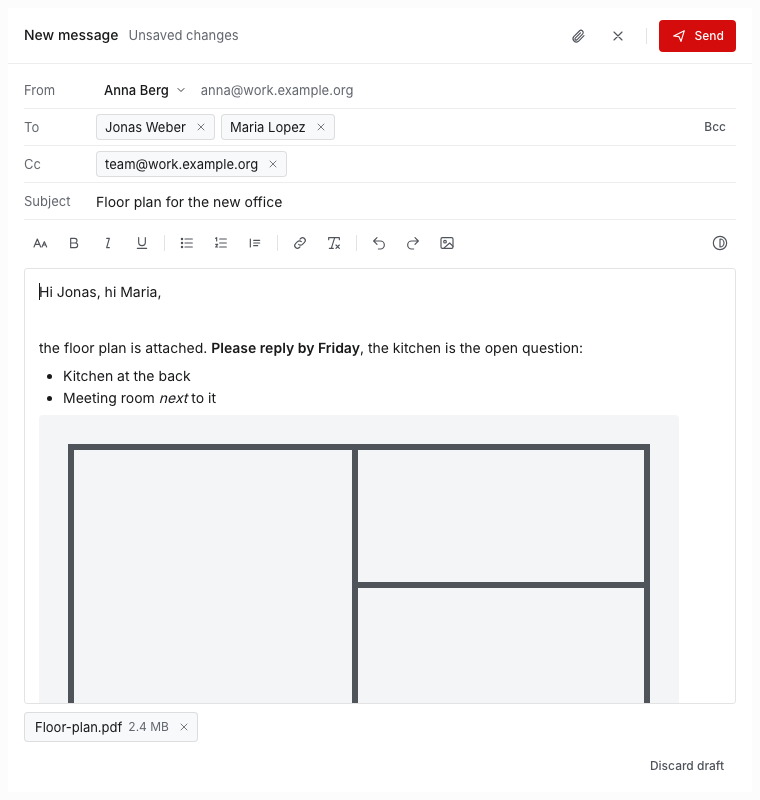 New message Unsaved changes Send
From Anna Berg anna@work.example.org
To Jonas Weber Maria Lopez Bcc
Cc team@work.example.org
Subject Floor plan for the new office
Hi Jonas, hi Maria,
the floor plan is attached. Please reply by Friday, the kitchen is the open question:
• Kitchen at the back
• Meeting room next to it
Floor-plan.pdf 2.4 MB
Discard draft